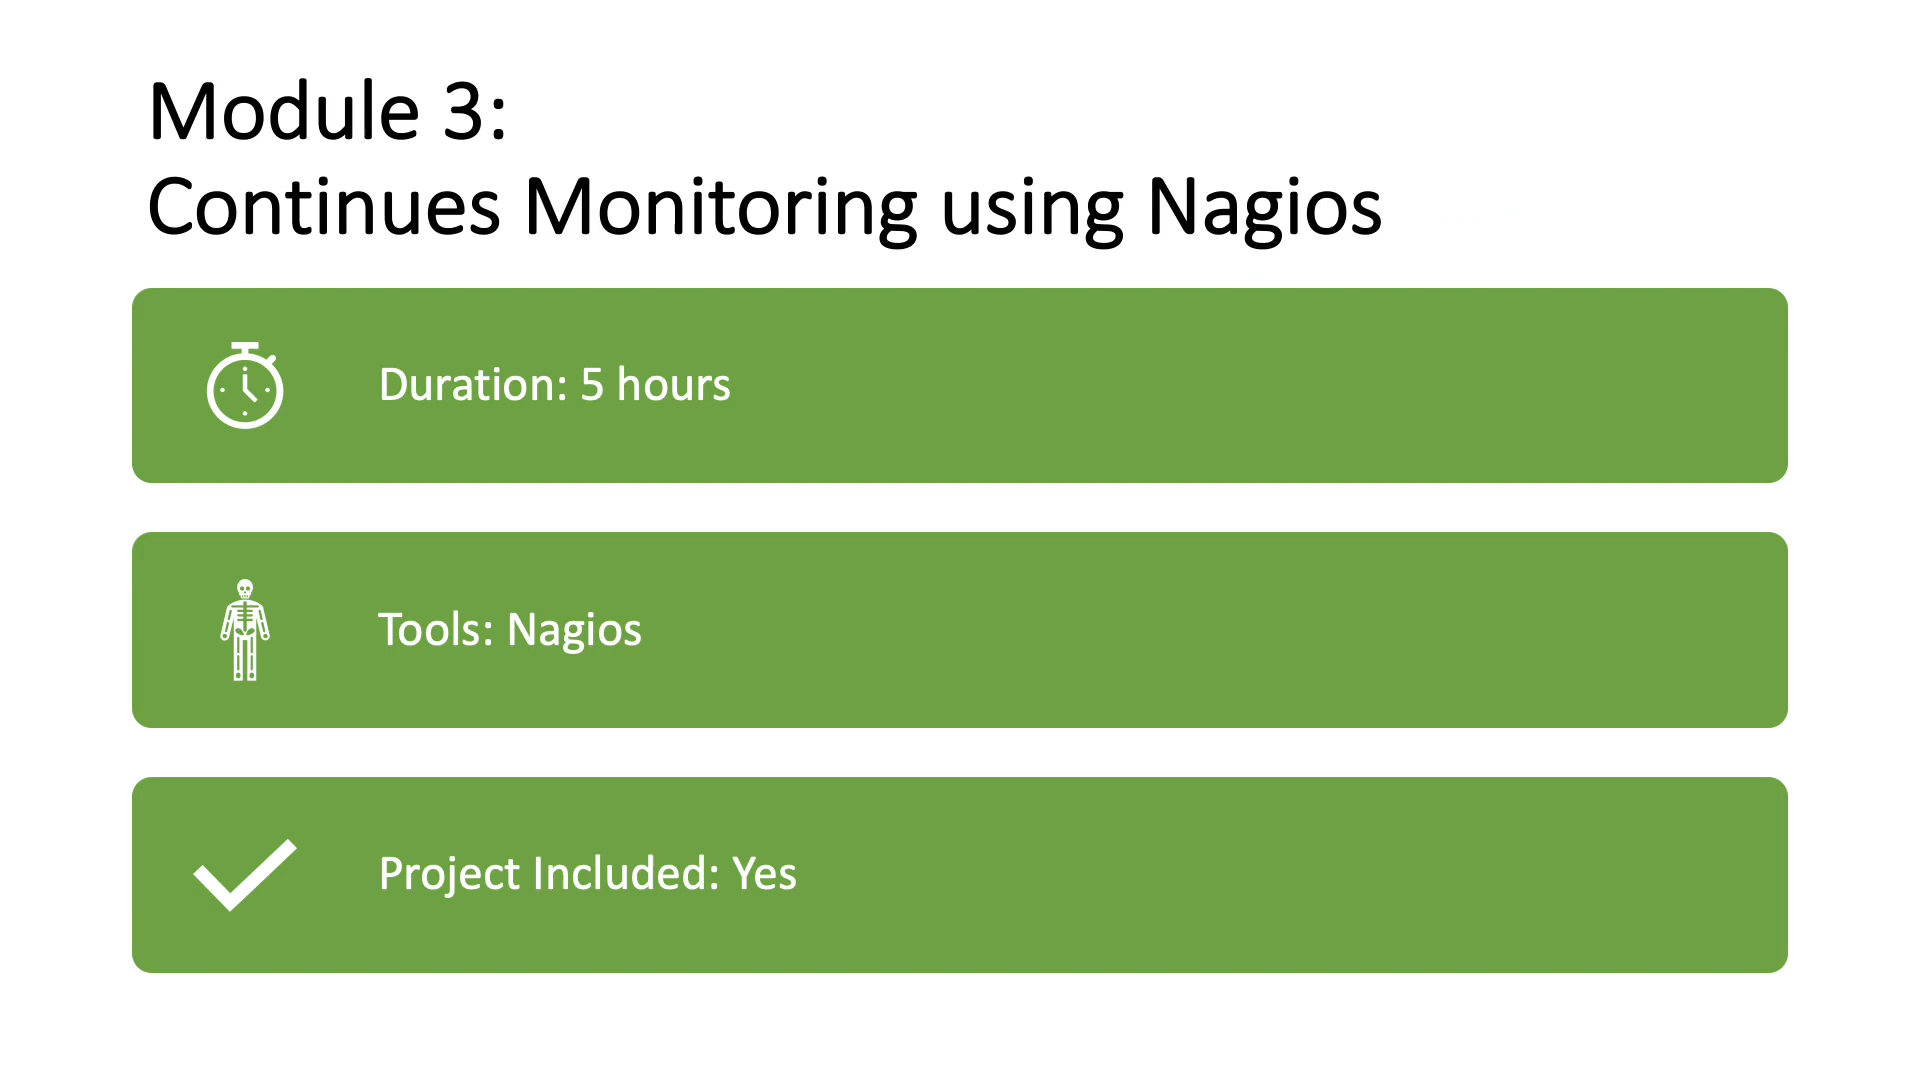 Module 3:
Continues Monitoring using Nagios
Duration: 5 hours
Tools: Nagios
Project Included: Yes